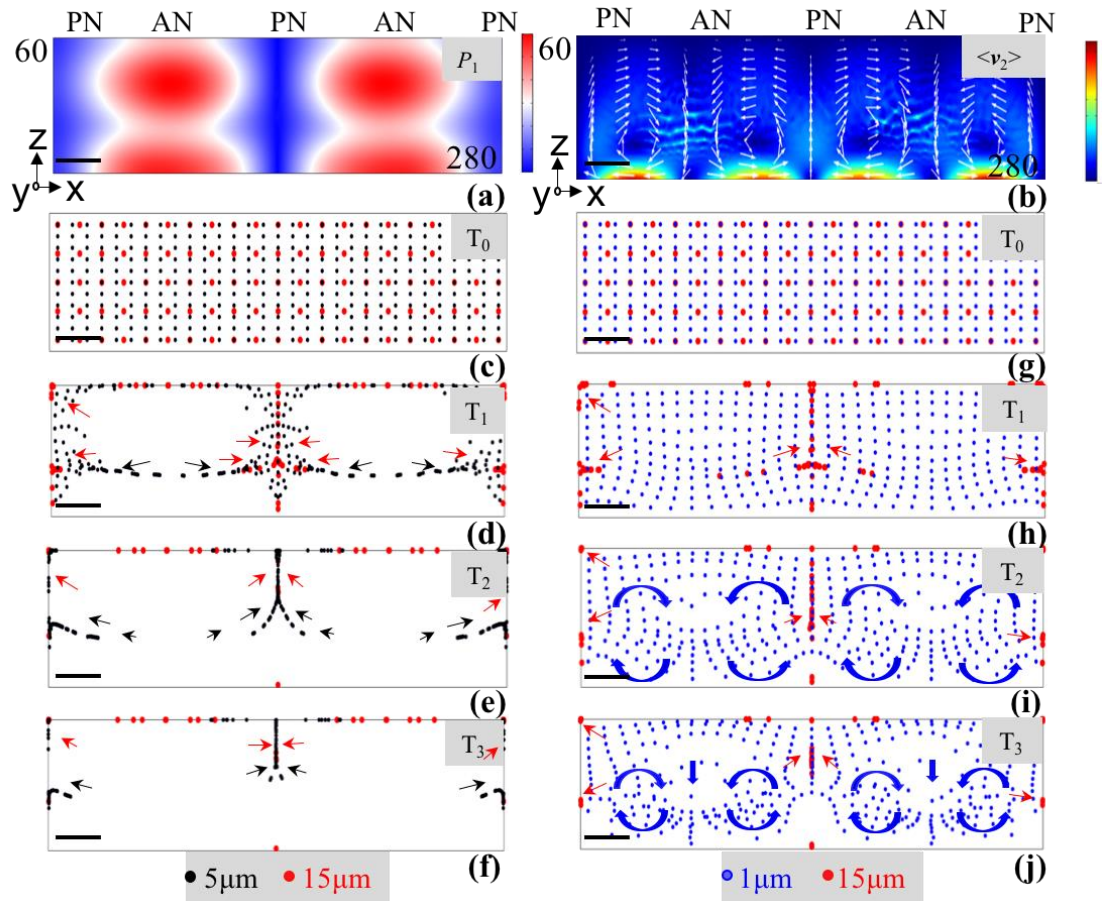 PN AN PN AN PN AN PN AN PN
60 P1 280
z y x
(a)
60 <v2> 280
z y x
(b)
T0
(c)
T0
(g)
T1
(d)
T1
(h)
T2
(e)
T2
(i)
T3
(f)
T3
(j)
5μm 15μm
1μm 15μm